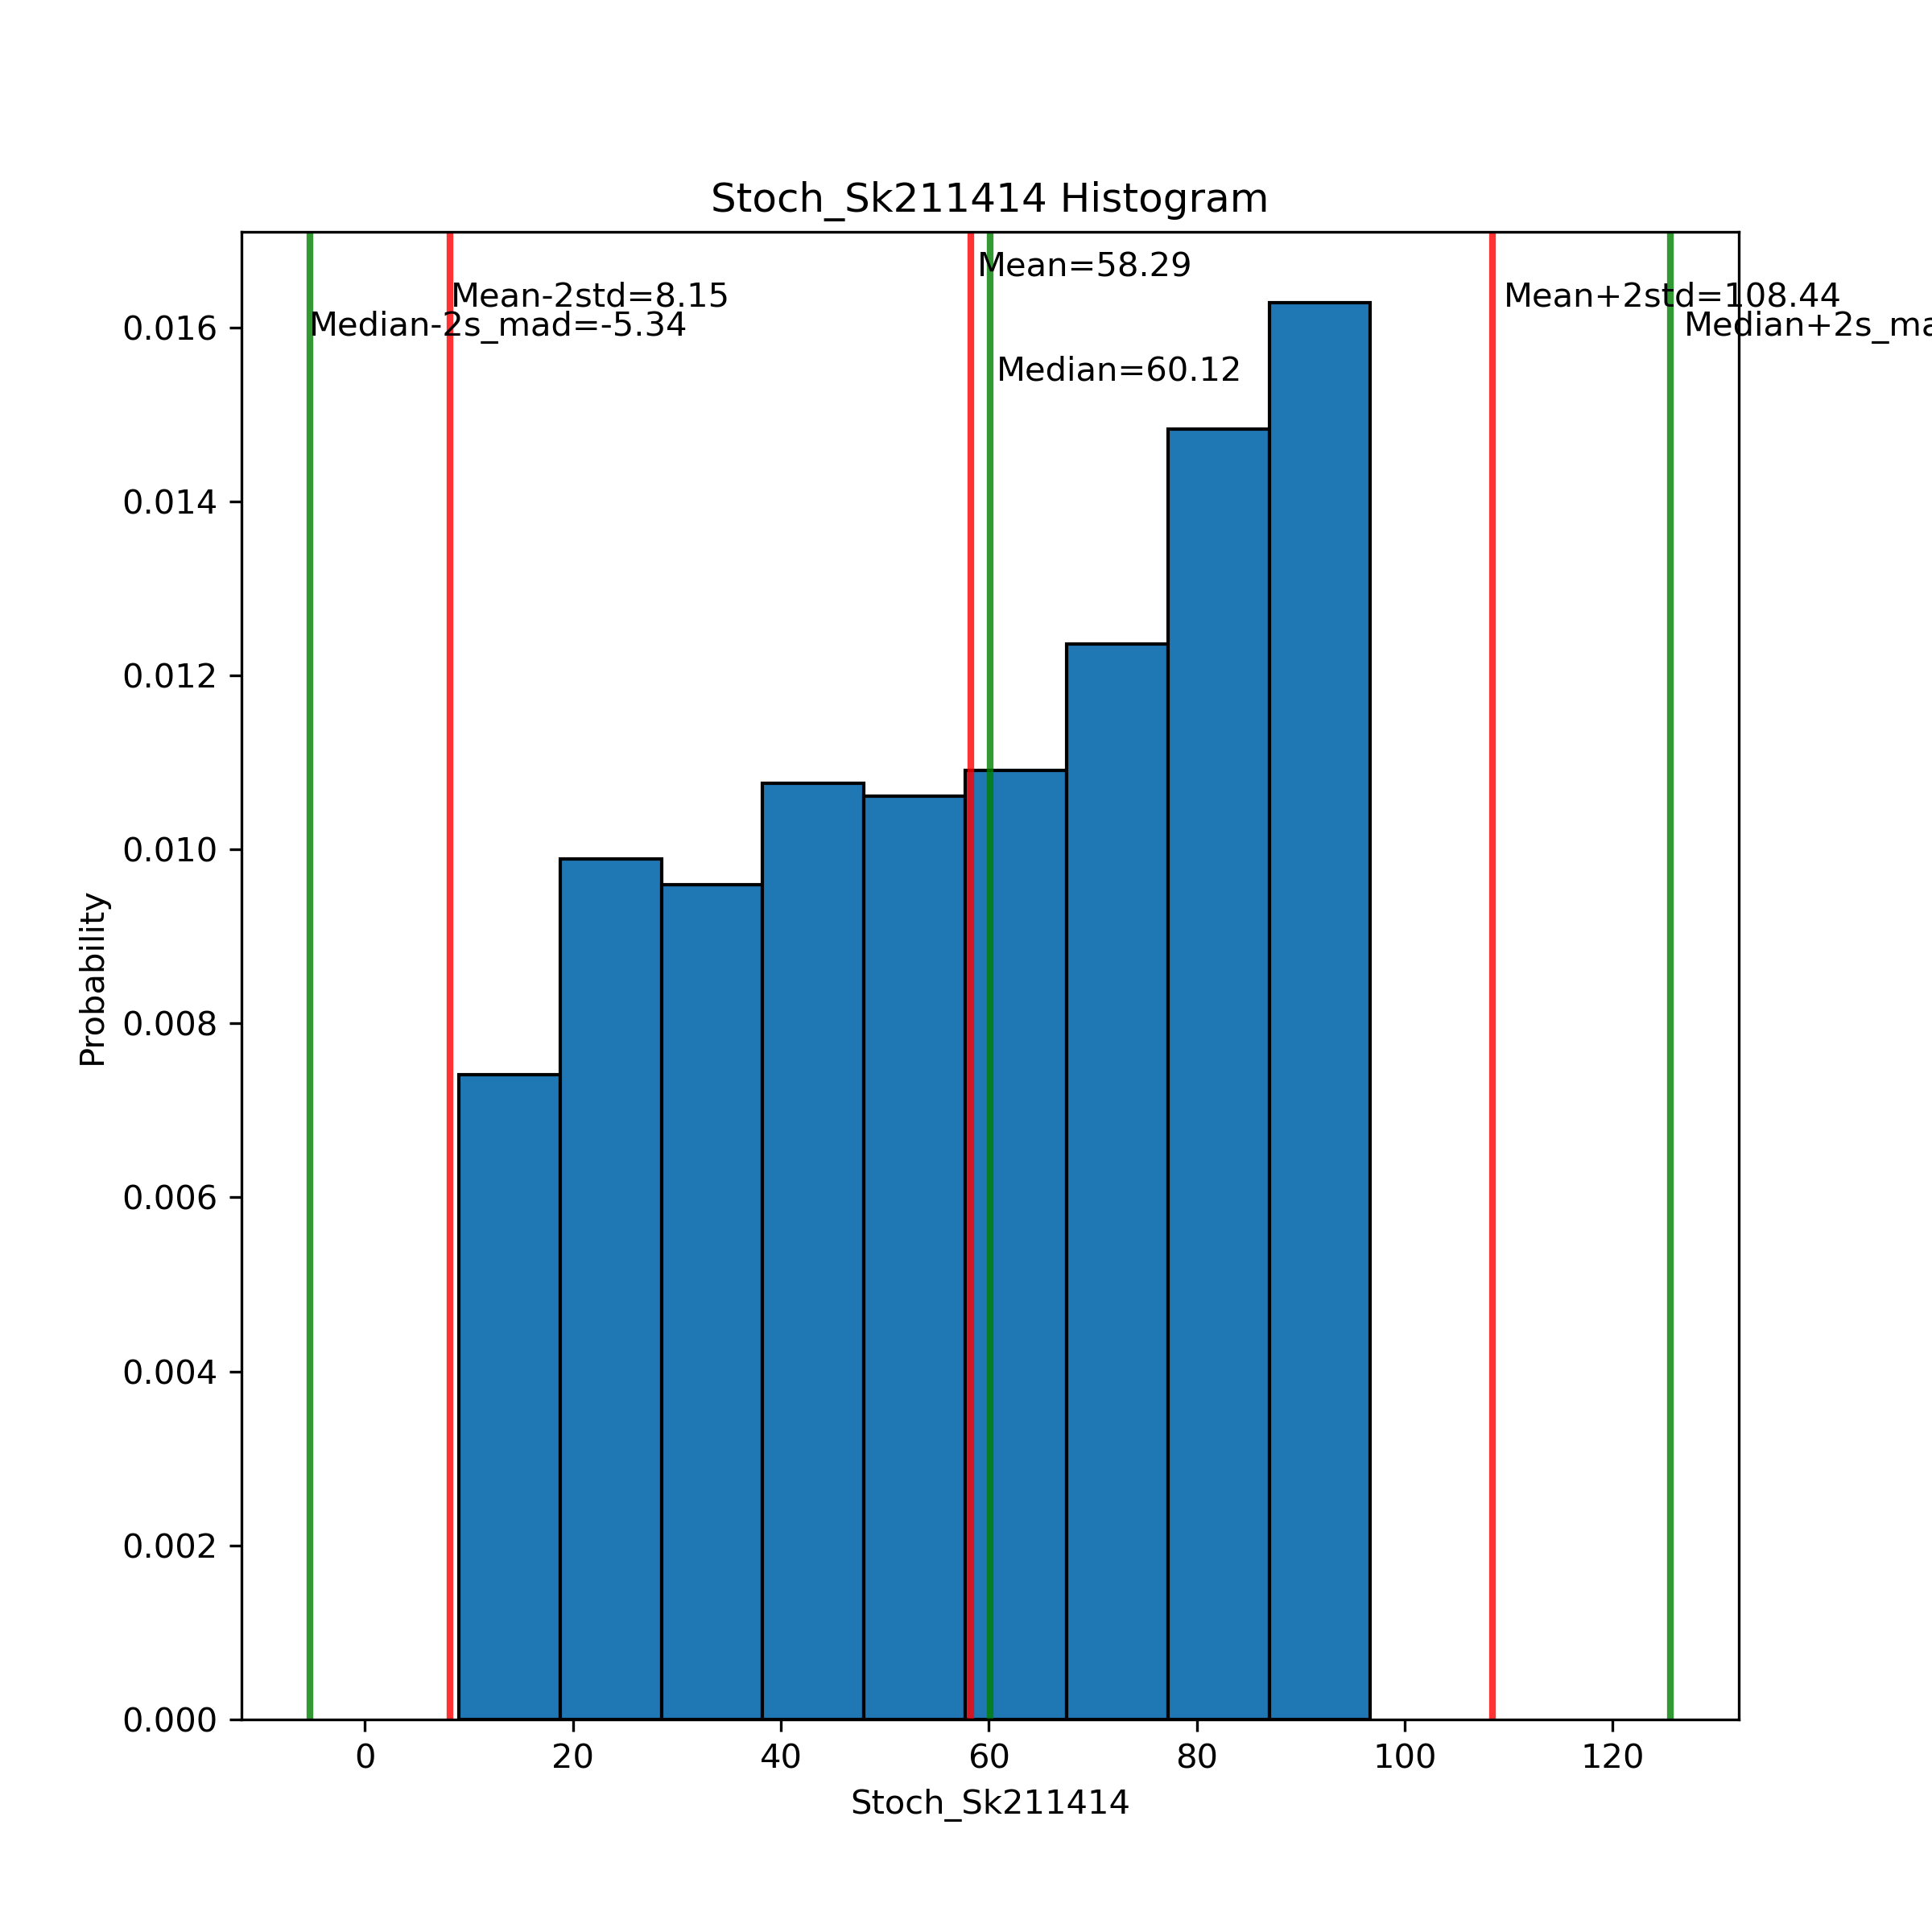 Stoch_Sk211414 Histogram
Mean=58.29
Mean-2std=8.15
Mean+2std=108.44
Median-2s_mad=-5.34
Median=60.12
0.016
0.014
0.012
0.010
0.008
0.006
0.004
0.002
0.000
Probability
0 20 40 60 80 100 120
Stoch_Sk211414